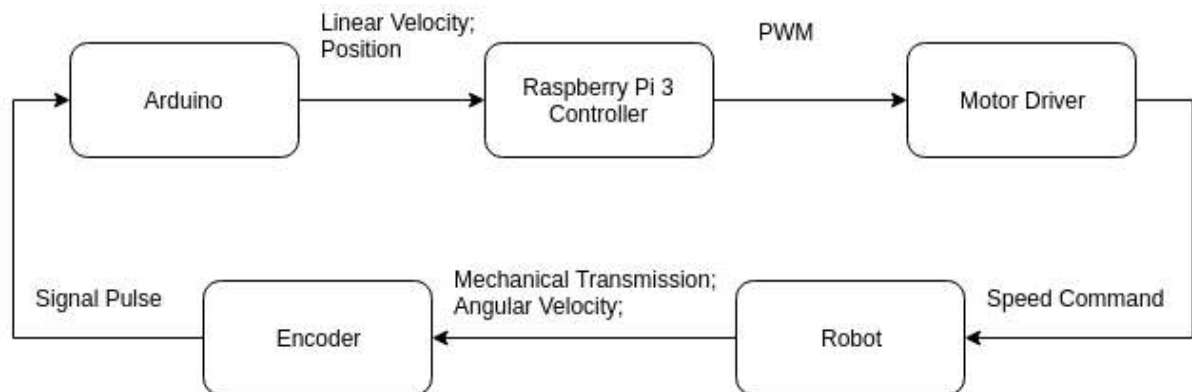 Linear Velocity;
Position
PWM
Arduino
Raspberry Pi 3
Controller
Motor Driver
Signal Pulse
Mechanical Transmission;
Angular Velocity;
Speed Command
Encoder
Robot